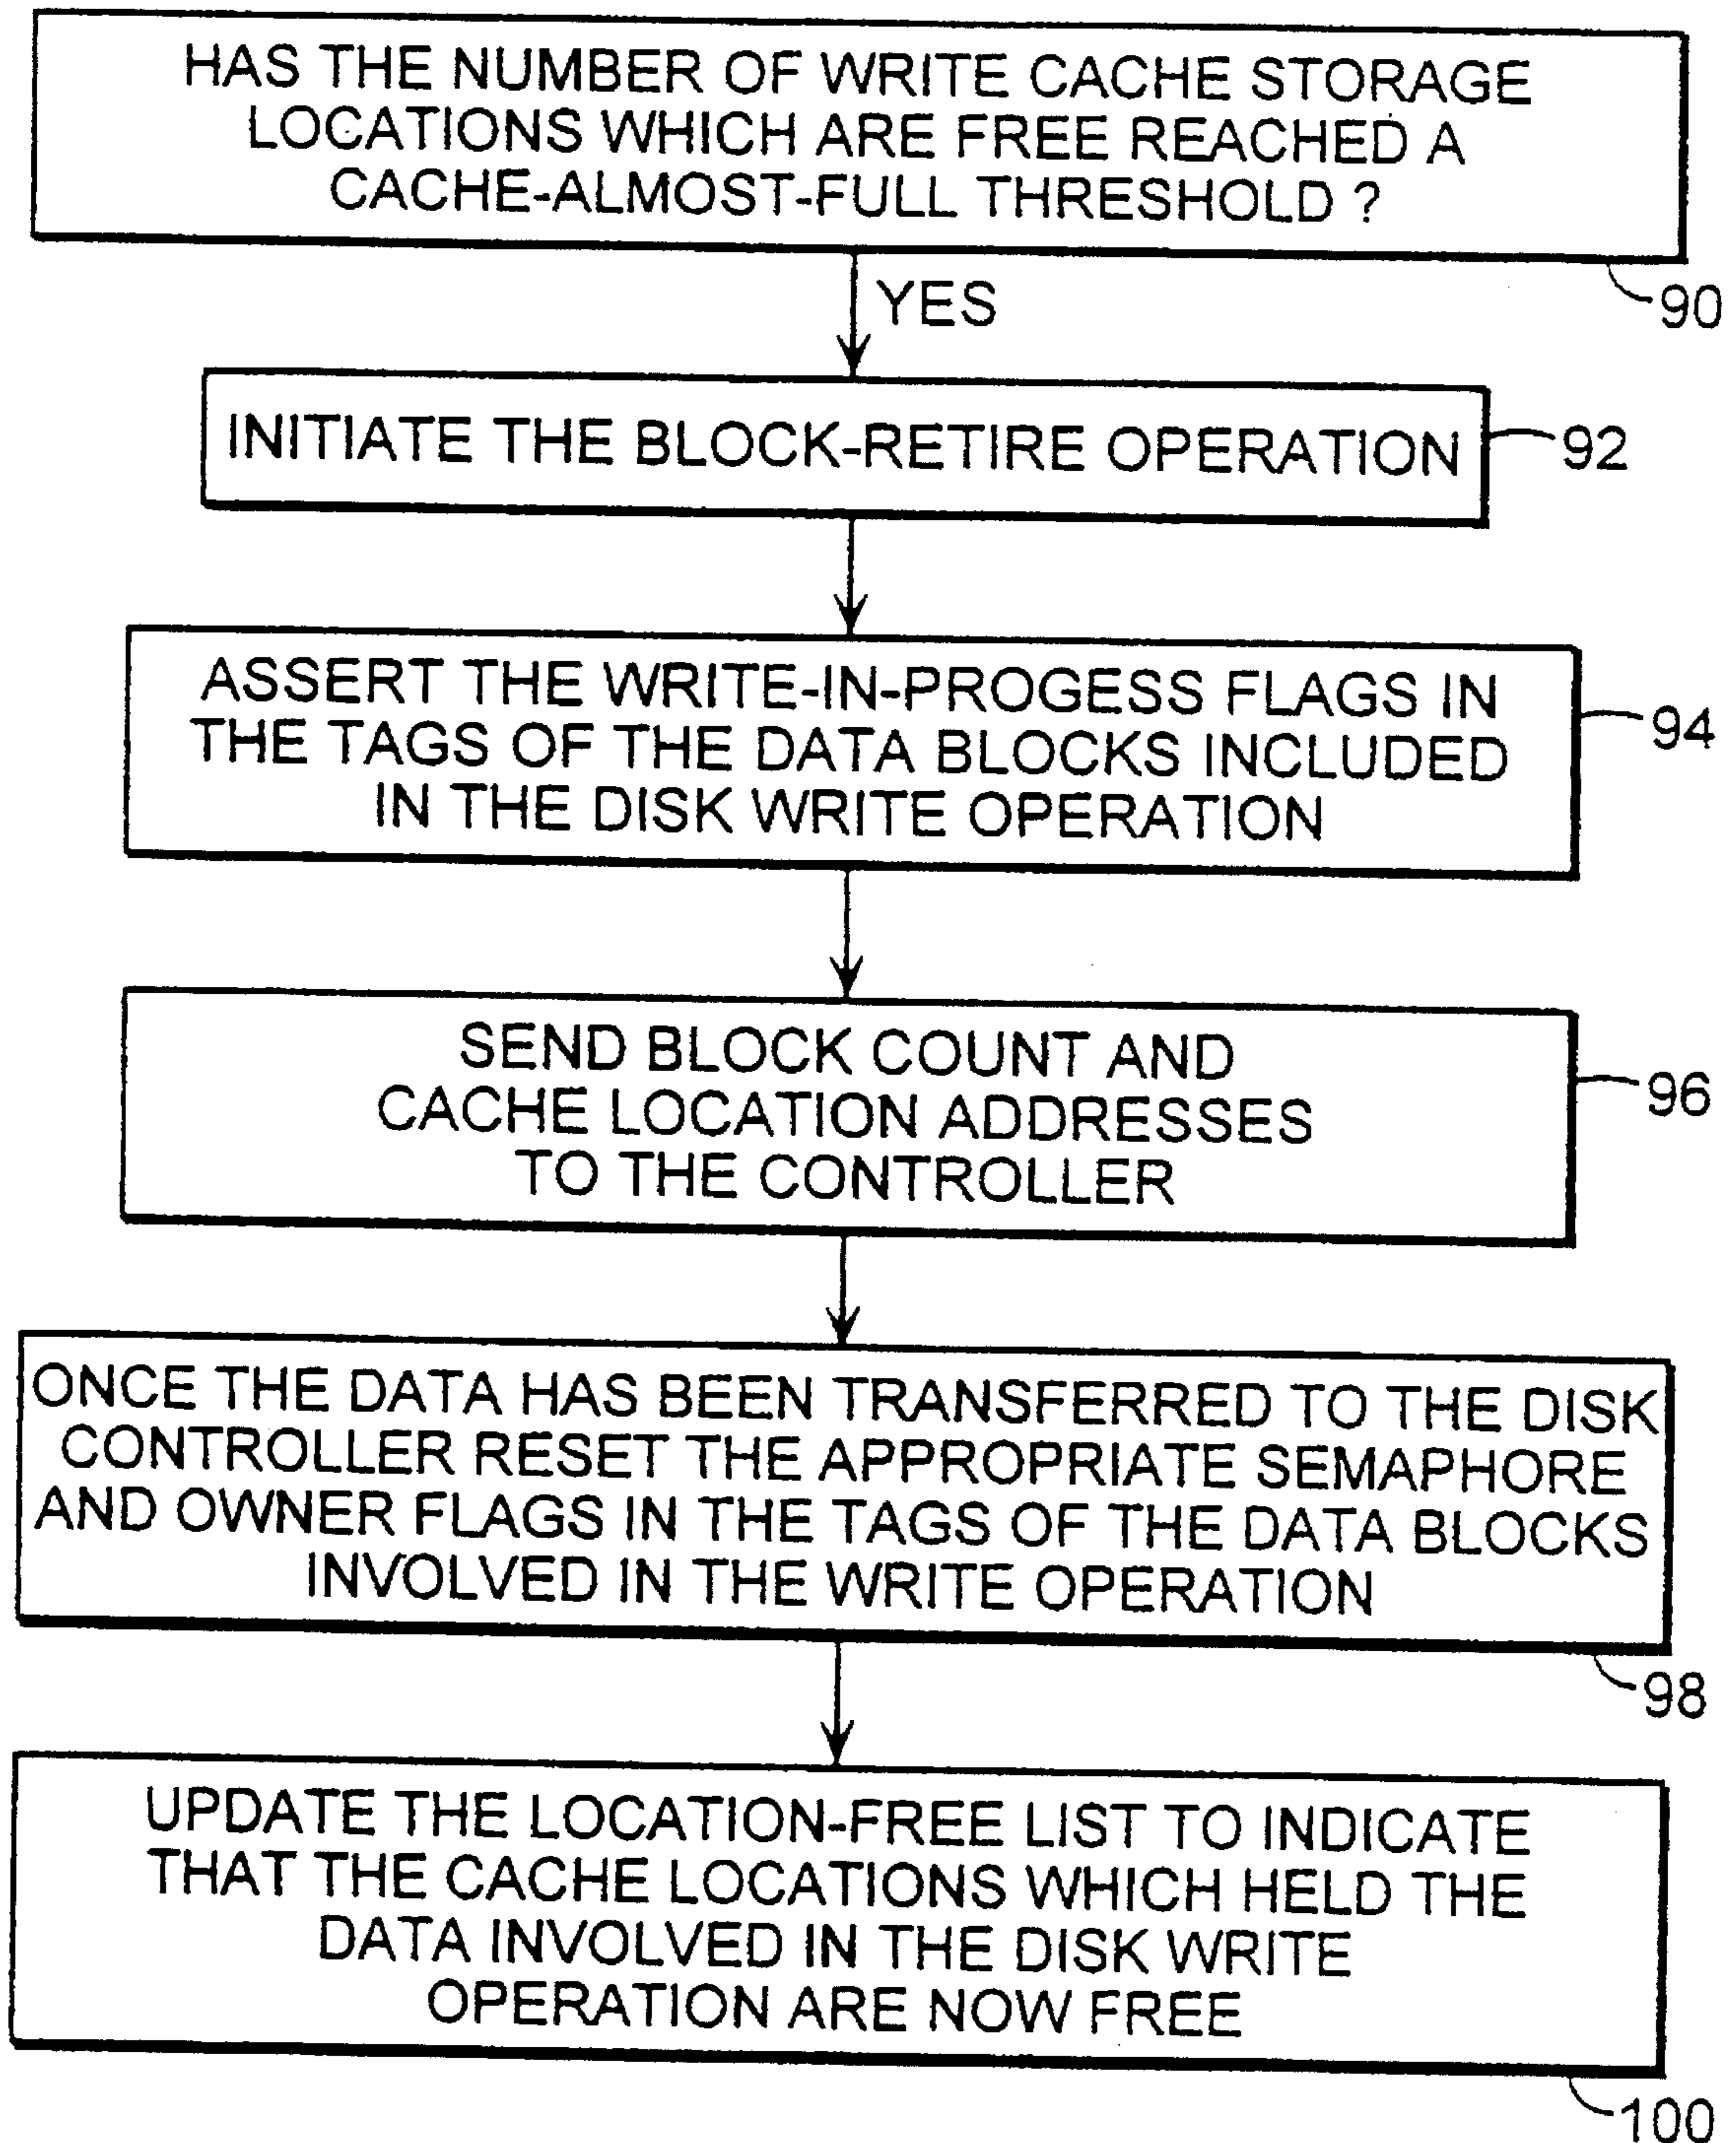 HAS THE NUMBER OF WRITE CACHE STORAGE
LOCATIONS WHICH ARE FREE REACHED A
CACHE-ALMOST-FULL THRESHOLD ?
90
YES
INITIATE THE BLOCK-RETIRE OPERATION
92
ASSERT THE WRITE-IN-PROGESS FLAGS IN
THE TAGS OF THE DATA BLOCKS INCLUDED
IN THE DISK WRITE OPERATION
94
SEND BLOCK COUNT AND
CACHE LOCATION ADDRESSES
TO THE CONTROLLER
96
ONCE THE DATA HAS BEEN TRANSFERRED TO THE DISK
CONTROLLER RESET THE APPROPRIATE SEMAPHORE
AND OWNER FLAGS IN THE TAGS OF THE DATA BLOCKS
INVOLVED IN THE WRITE OPERATION
98
UPDATE THE LOCATION-FREE LIST TO INDICATE
THAT THE CACHE LOCATIONS WHICH HELD THE
DATA INVOLVED IN THE DISK WRITE
OPERATION ARE NOW FREE
100